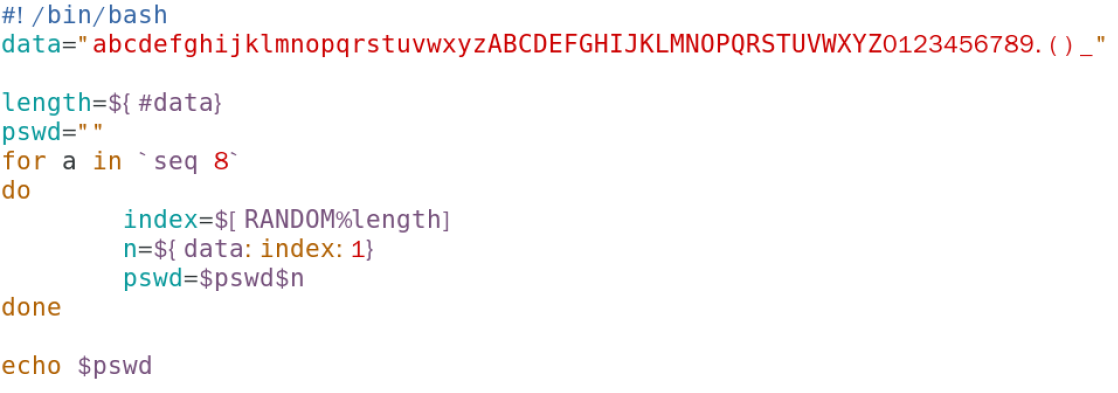 #!/bin/bash
data="abcdefghijklmnopqrstuvwxyzABCDEFGHIJKLMNOPQRSTUVWXYZ0123456789.()_"
length=${#data}
pswd=""
for a in `seq 8`
do
index=$[RANDOM%length]
n=${data:index:1}
pswd=$pswd$n
done
echo $pswd